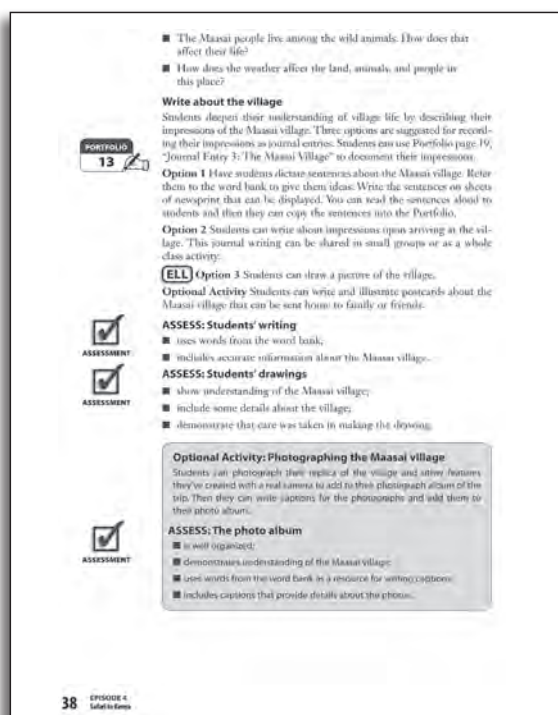 ■ The Maasai people live among the wild animals. How does that
affect their life?
■ How does the weather affect the land, animals, and people in
this place?
Write about the village
Students deepen their understanding of village life by describing their
impressions of the Maasai village. Three options are suggested for record-
ing their impressions as journal entries. Students can use Portfolio page 19,
"Journal Entry 3: The Maasai Village" to document their impressions.
PORTFOLIO
13
Option 1 Have students dictate sentences about the Maasai village. Refer
them to the word bank to give them ideas. Write the sentences on sheets
of newsprint that can be displayed. You can read the sentences aloud to
students and then they can copy the sentences into the Portfolio.
Option 2 Students can write about impressions upon arriving at the vil-
lage. This journal writing can be shared in small groups or as a whole
class activity.
ELL Option 3 Students can draw a picture of the village.
Optional Activity Students can write and illustrate postcards about the
Maasai village that can be sent home to family or friends.
ASSESSMENT
ASSESS: Students' writing
■ uses words from the word bank;
■ includes accurate information about the Maasai village.
ASSESSMENT
ASSESS: Students' drawings
■ show understanding of the Maasai village;
■ include some details about the village;
■ demonstrate that care was taken in making the drawing.
Optional Activity: Photographing the Maasai village
Students can photograph their replica of the village and other features
they've created with a real camera to add to their photograph album of the
trip. Then they can write captions for the photographs and add them to
their photo album.
ASSESSMENT
ASSESS: The photo album
■ is well organized;
■ demonstrates understanding of the Maasai village;
■ uses words from the word bank as a resource for writing captions;
■ includes captions that provide details about the photos.
38 EPISODE 4
Safari to Kenya